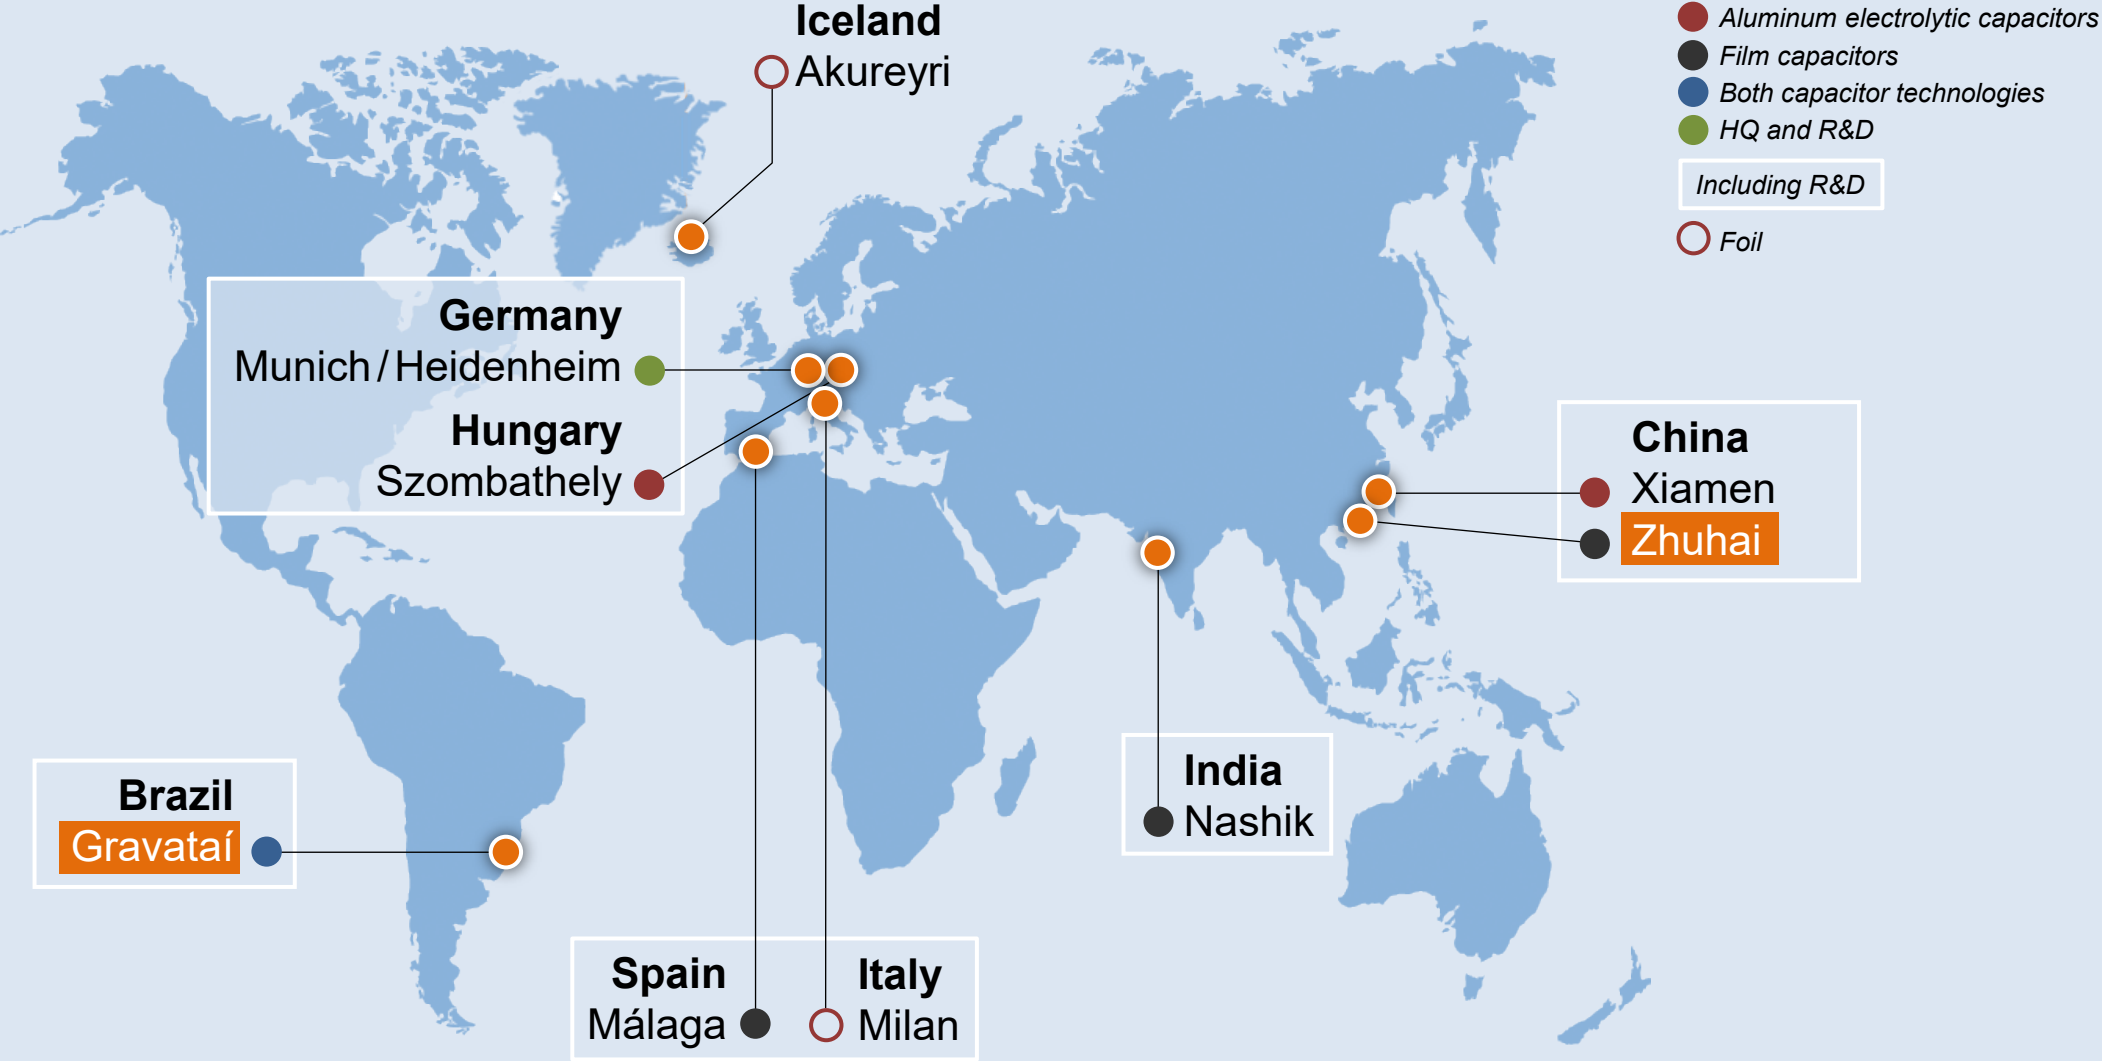 Iceland
Akureyri
Aluminum electrolytic capacitors
Film capacitors
Both capacitor technologies
HQ and R&D
Including R&D
Foil
Germany
Munich / Heidenheim
Hungary
Szombathely
China
Xiamen
Zhuhai
India
Nashik
Brazil
Gravataí
Spain
Málaga
Italy
Milan